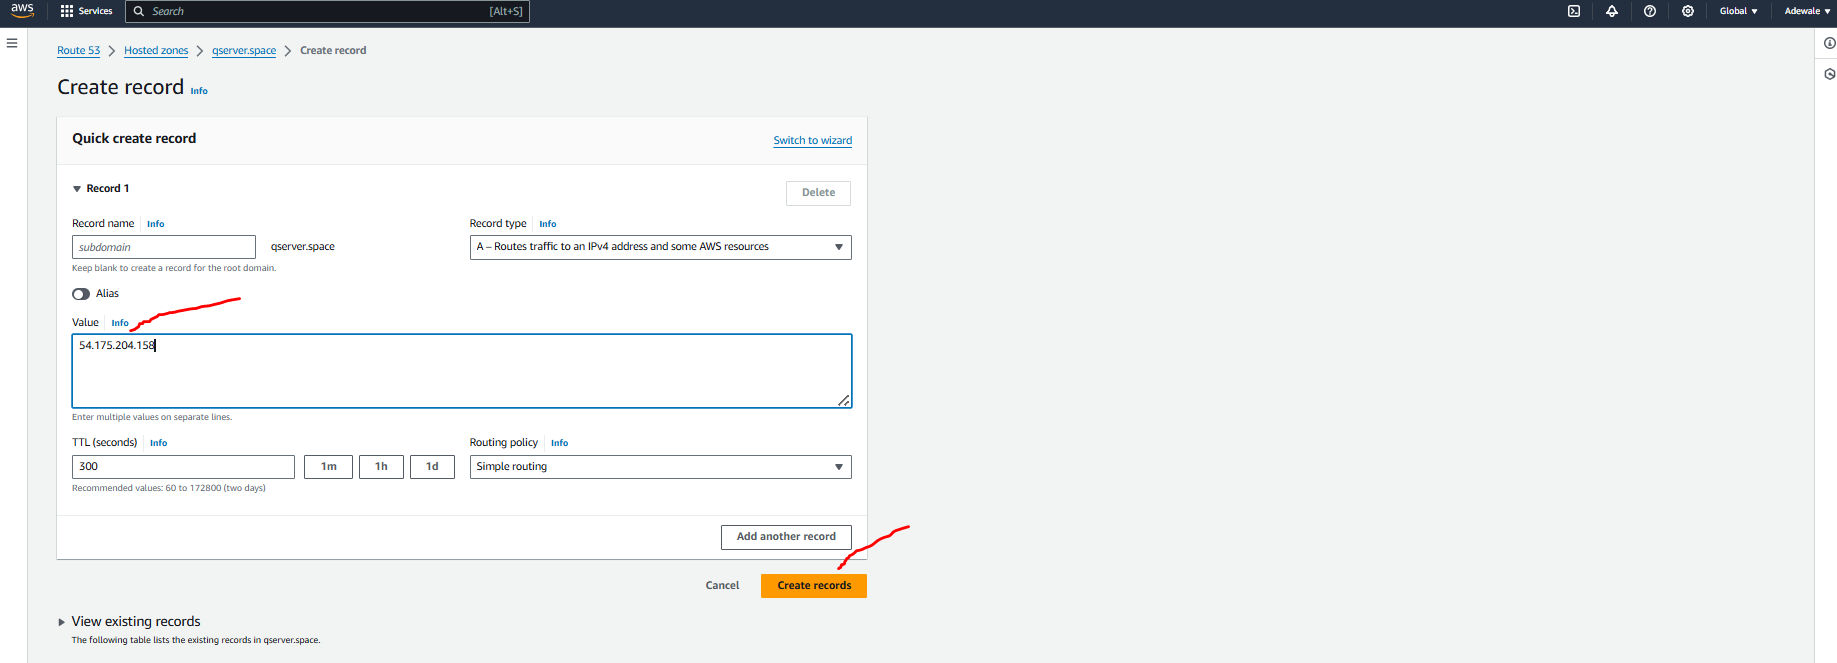 aws Services Search [Alt+S] Global Adewale
Route 53 Hosted zones qserver.space Create record
Create record Info
Quick create record Switch to wizard
Record 1 Delete
Record name Info Record type Info
subdomain qserver.space A – Routes traffic to an IPv4 address and some AWS resources
Keep blank to create a record for the root domain.
Alias
Value Info
54.175.204.158
Enter multiple values on separate lines.
TTL (seconds) Info Routing policy Info
300 1m 1h 1d Simple routing
Recommended values: 60 to 172800 (two days)
Add another record
Cancel Create records
View existing records
The following table lists the existing records in qserver.space.